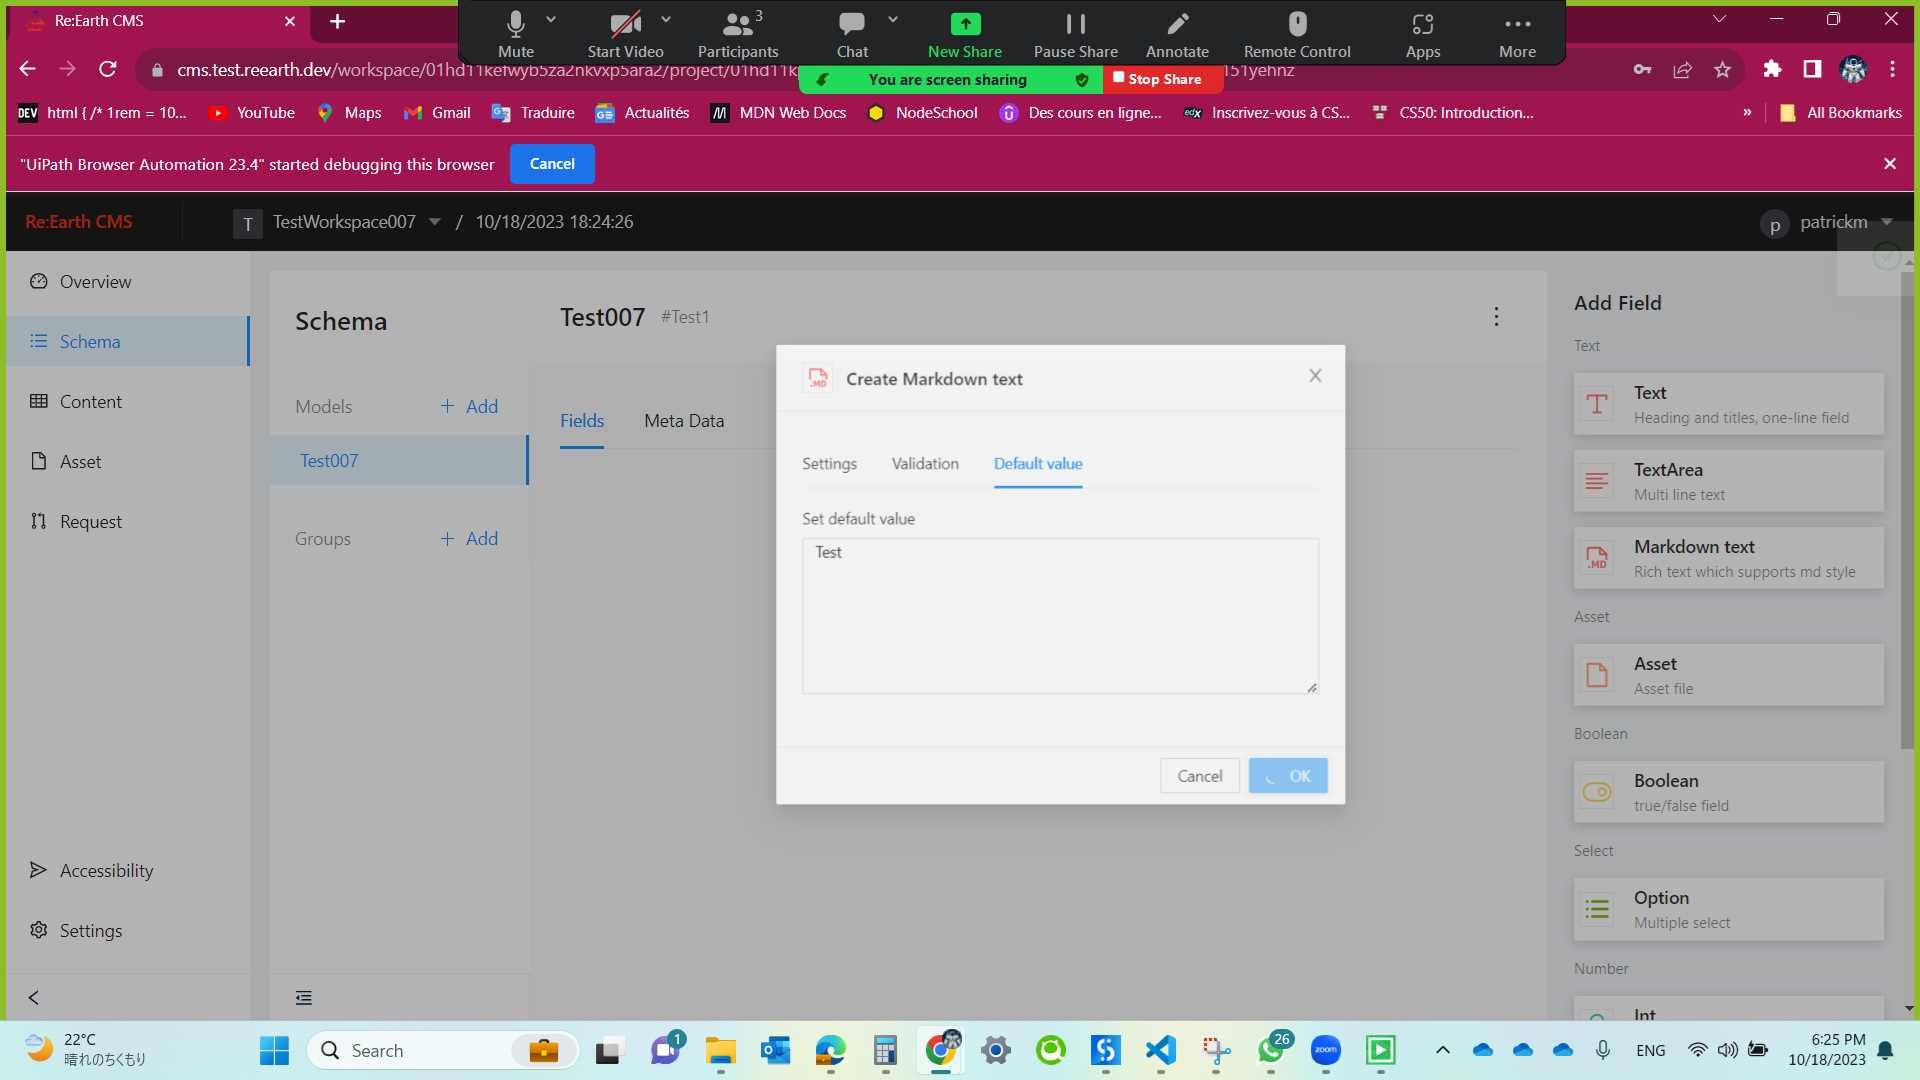 Re:Earth CMS
Mute
Start Video
Participants
3
Chat
New Share
Pause Share
Annotate
Remote Control
Apps
More
cms.test.reearth.dev/workspace/01hd11kefwyb5za2nkvxp5ara2/project/01hd11k
151yehnz
You are screen sharing
Stop Share
DEV
html { /* 1rem = 10...
YouTube
Maps
Gmail
Traduire
Actualités
MDN Web Docs
NodeSchool
Des cours en ligne...
edX
Inscrivez-vous à CS...
CS50: Introduction...
»
All Bookmarks
"UiPath Browser Automation 23.4" started debugging this browser
Cancel
Re:Earth CMS
T
TestWorkspace007
/
10/18/2023 18:24:26
p
patrickm
Overview
Schema
Content
Asset
Request
Accessibility
Settings
Schema
Models
+ Add
Test007
Groups
+ Add
Test007 #Test1
Fields
Meta Data
.MD
Create Markdown text
Settings
Validation
Default value
Set default value
Test
Cancel
OK
Add Field
Text
Text
Heading and titles, one-line field
TextArea
Multi line text
.MD
Markdown text
Rich text which supports md style
Asset
Asset
Asset file
Boolean
Boolean
true/false field
Select
Option
Multiple select
Number
Int
22°C
晴れのちくもり
Search
1
26
zoom
ENG
6:25 PM
10/18/2023